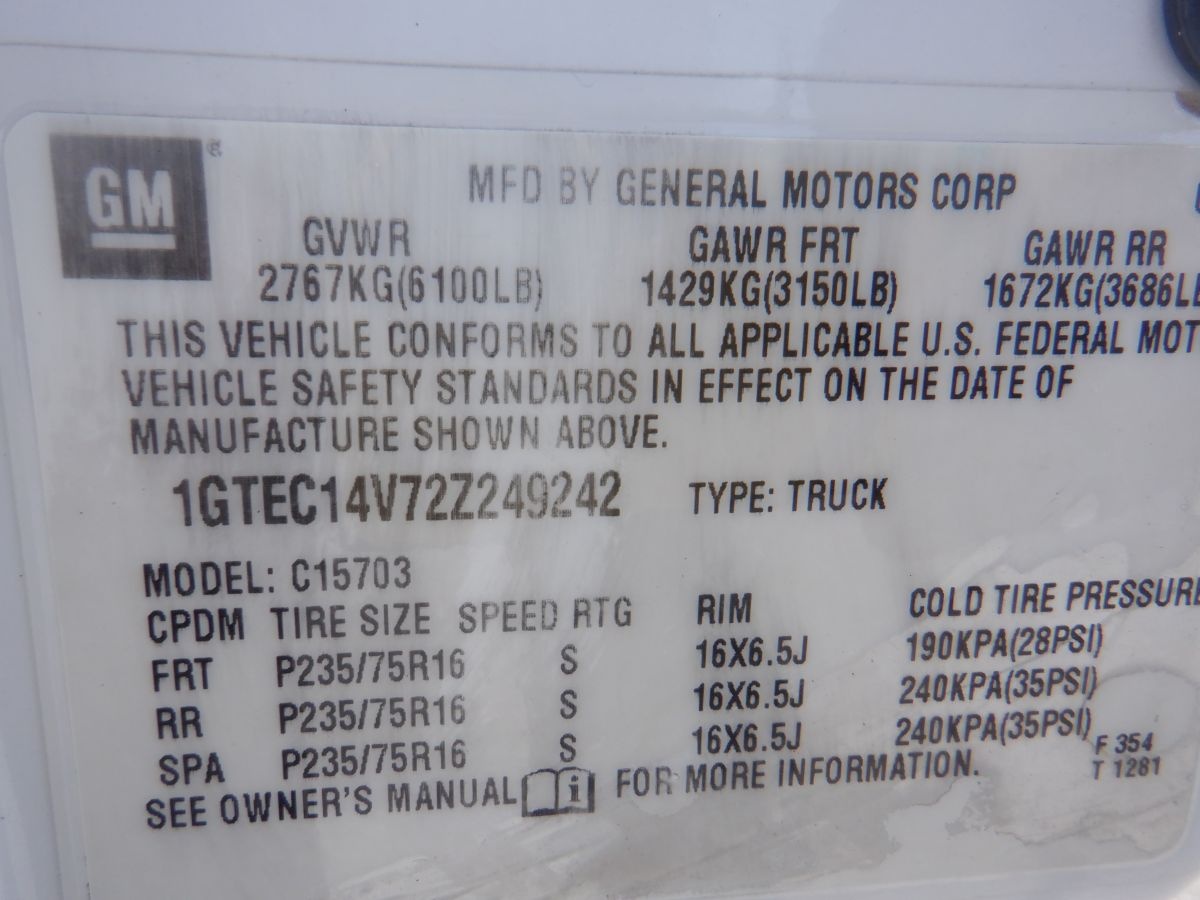 GM®
MFD BY GENERAL MOTORS CORP
GVWR GAWR FRT GAWR RR
2767KG(6100LB) 1429KG(3150LB) 1672KG(3686L
THIS VEHICLE CONFORMS TO ALL APPLICABLE U.S. FEDERAL MOT
VEHICLE SAFETY STANDARDS IN EFFECT ON THE DATE OF
MANUFACTURE SHOWN ABOVE.
1GTEC14V72Z249242 TYPE: TRUCK
MODEL: C15703
CPDM TIRE SIZE SPEED RTG RIM COLD TIRE PRESSURE
FRT P235/75R16 S 16X6.5J 190KPA(28PSI)
RR P235/75R16 S 16X6.5J 240KPA(35PSI)
SPA P235/75R16 S 16X6.5J 240KPA(35PSI)
SEE OWNER'S MANUAL i FOR MORE INFORMATION.
F 354
T 1281